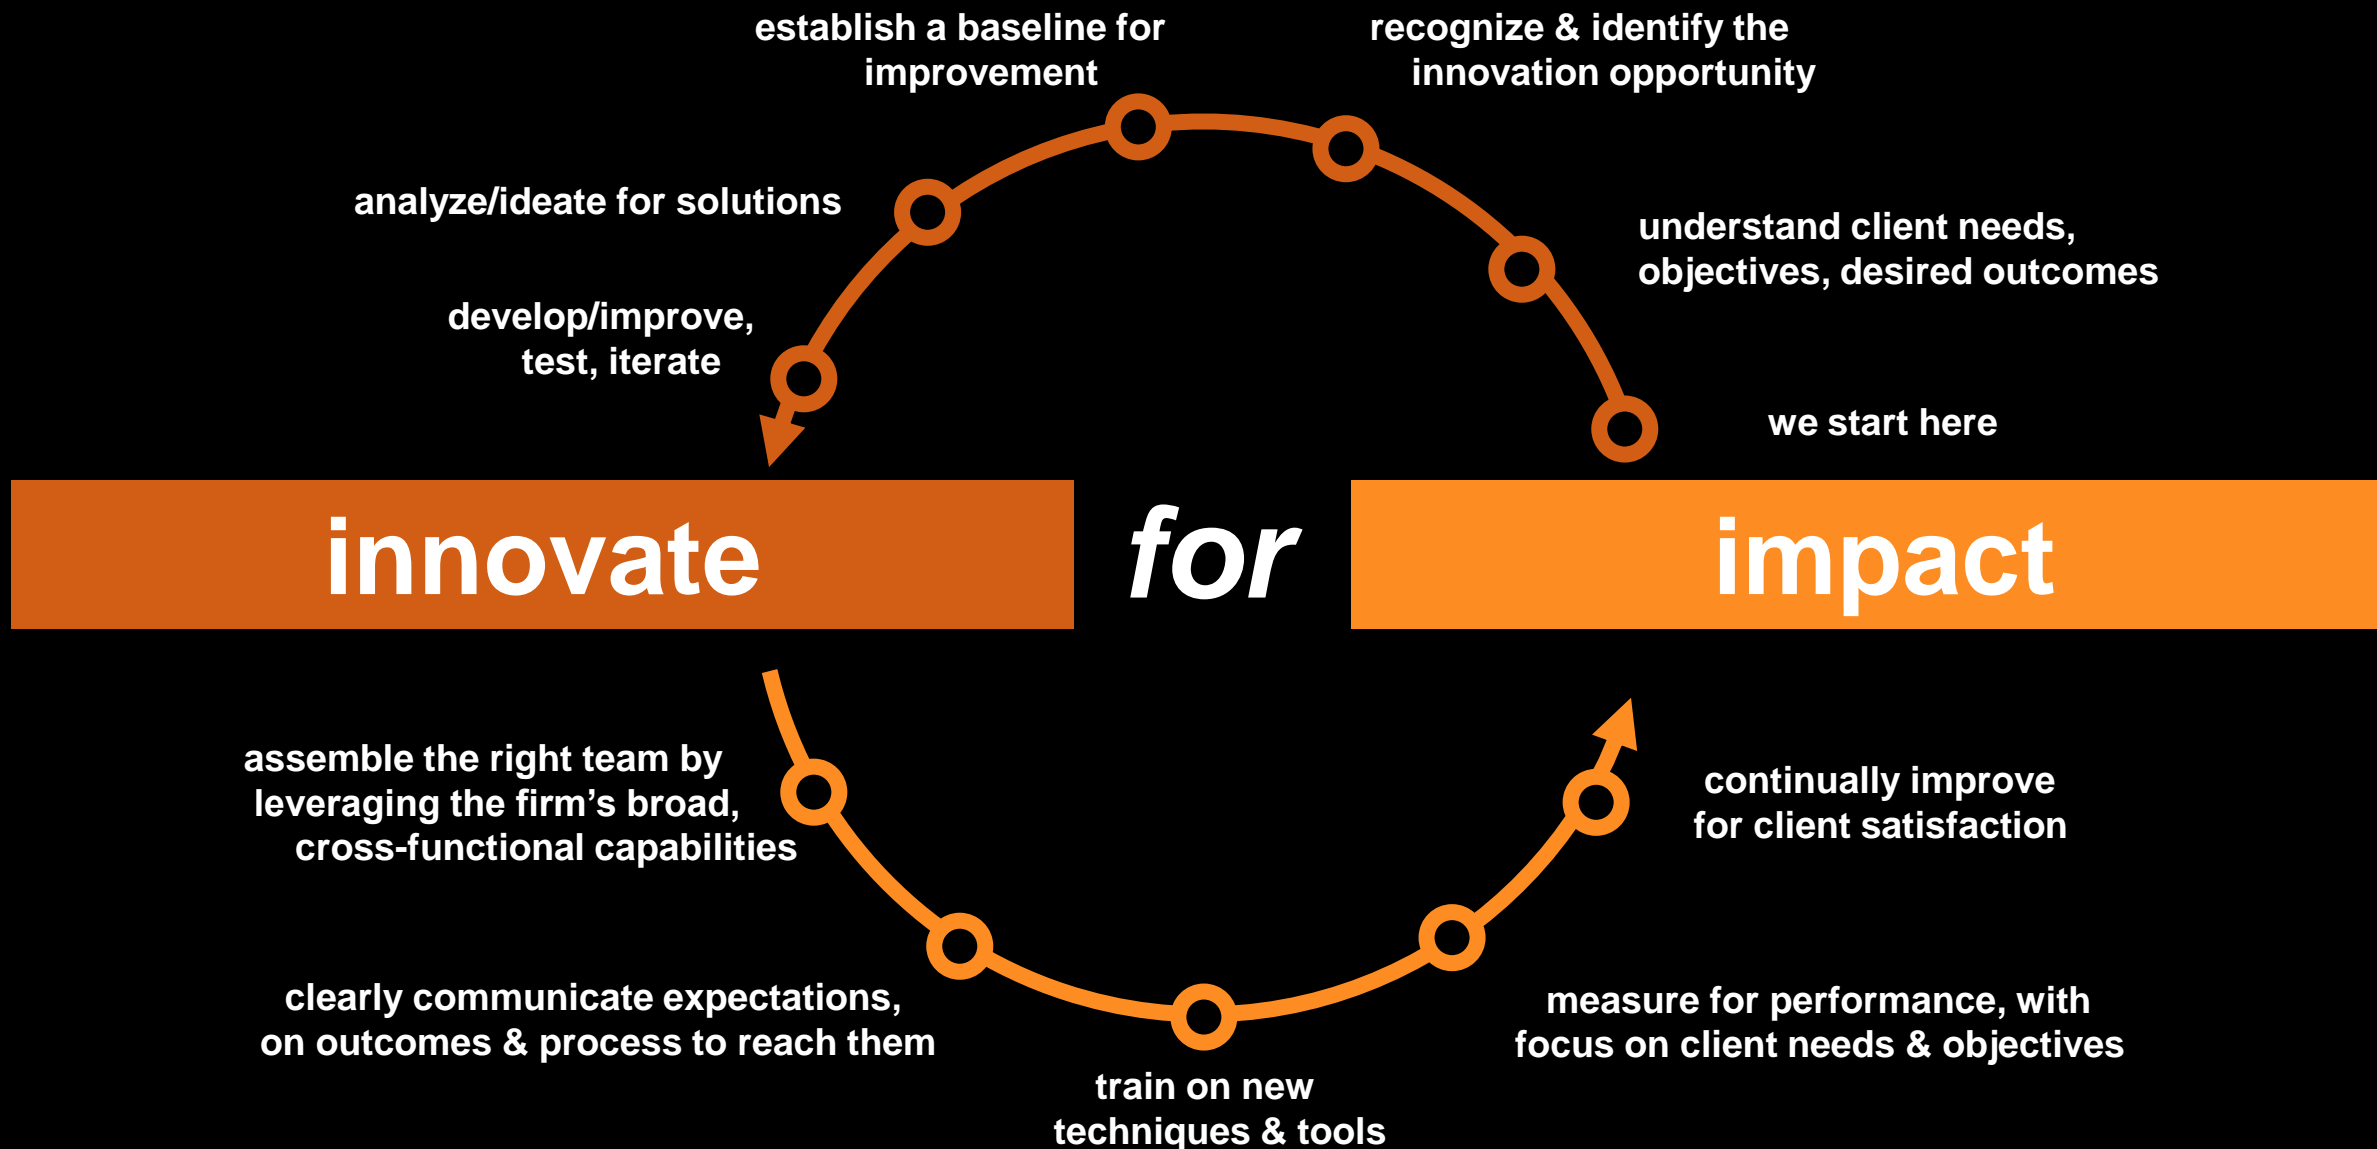 establish a baseline for
improvement
recognize & identify the
innovation opportunity
analyze/ideate for solutions
understand client needs,
objectives, desired outcomes
develop/improve,
test, iterate
we start here
innovate for impact
assemble the right team by
leveraging the firm’s broad,
cross-functional capabilities
continually improve
for client satisfaction
clearly communicate expectations,
on outcomes & process to reach them
measure for performance, with
focus on client needs & objectives
train on new
techniques & tools